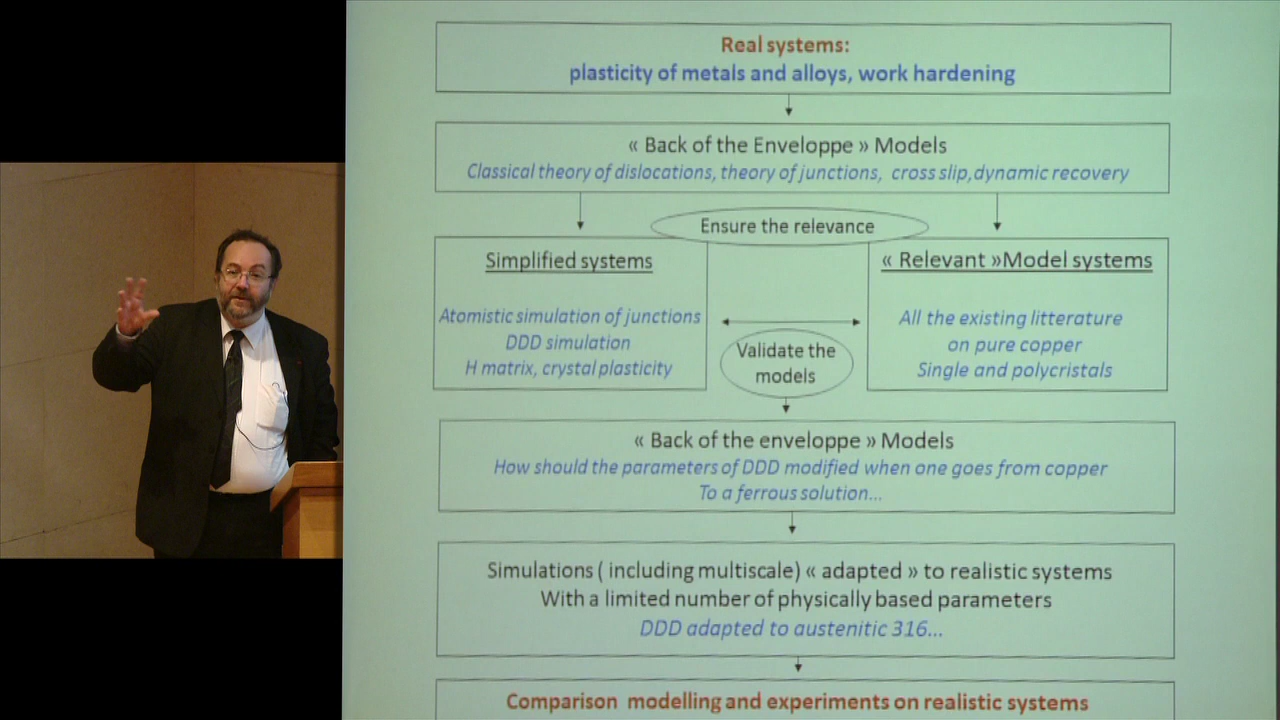 Real systems:
plasticity of metals and alloys, work hardening
« Back of the Enveloppe » Models
Classical theory of dislocations, theory of junctions, cross slip,dynamic recovery
Ensure the relevance
Simplified systems
Atomistic simulation of junctions
DDD simulation
H matrix, crystal plasticity
« Relevant »Model systems
All the existing litterature
on pure copper
Single and polycristals
Validate the
models
« Back of the enveloppe » Models
How should the parameters of DDD modified when one goes from copper
To a ferrous solution...
Simulations ( including multiscale) « adapted » to realistic systems
With a limited number of physically based parameters
DDD adapted to austenitic 316...
Comparison modelling and experiments on realistic systems